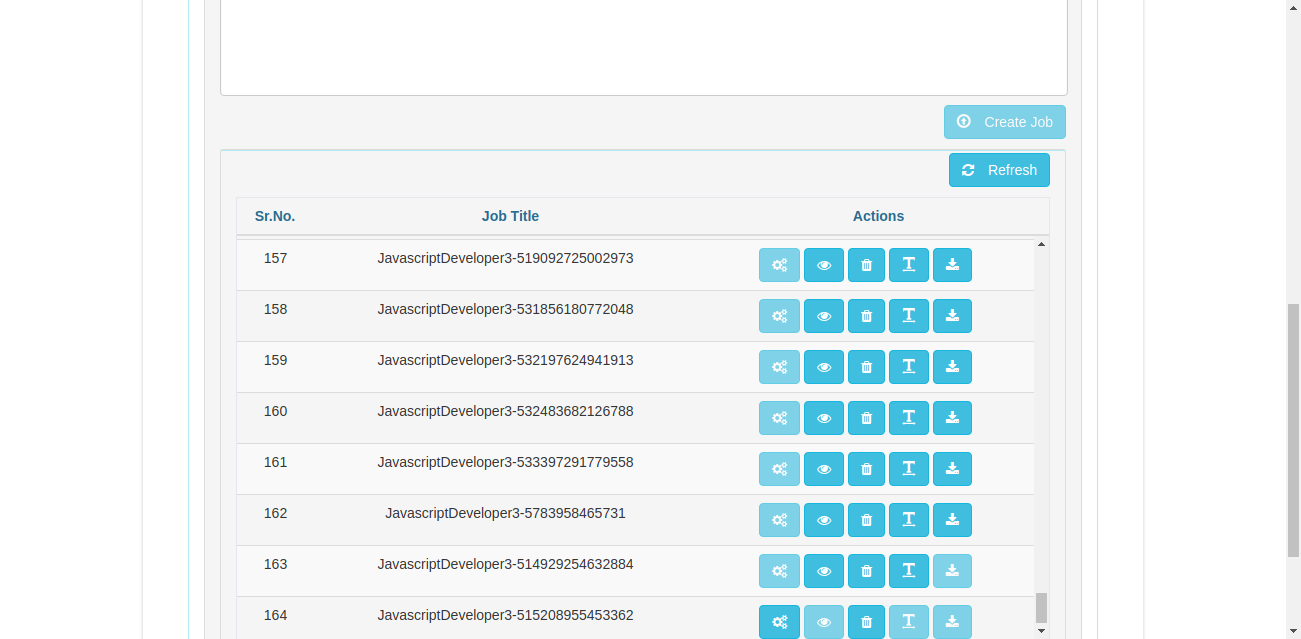 Create Job
Refresh
Sr.No. Job Title Actions
157 JavascriptDeveloper3-519092725002973
158 JavascriptDeveloper3-531856180772048
159 JavascriptDeveloper3-532197624941913
160 JavascriptDeveloper3-532483682126788
161 JavascriptDeveloper3-533397291779558
162 JavascriptDeveloper3-5783958465731
163 JavascriptDeveloper3-514929254632884
164 JavascriptDeveloper3-515208955453362